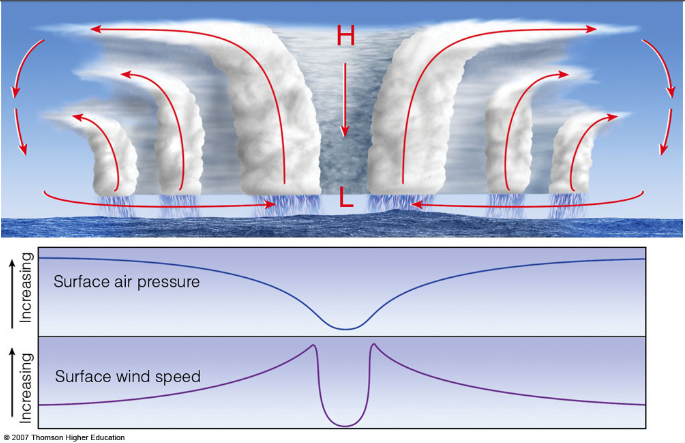 H
L
Increasing
Surface air pressure
Increasing
Surface wind speed
© 2007 Thomson Higher Education